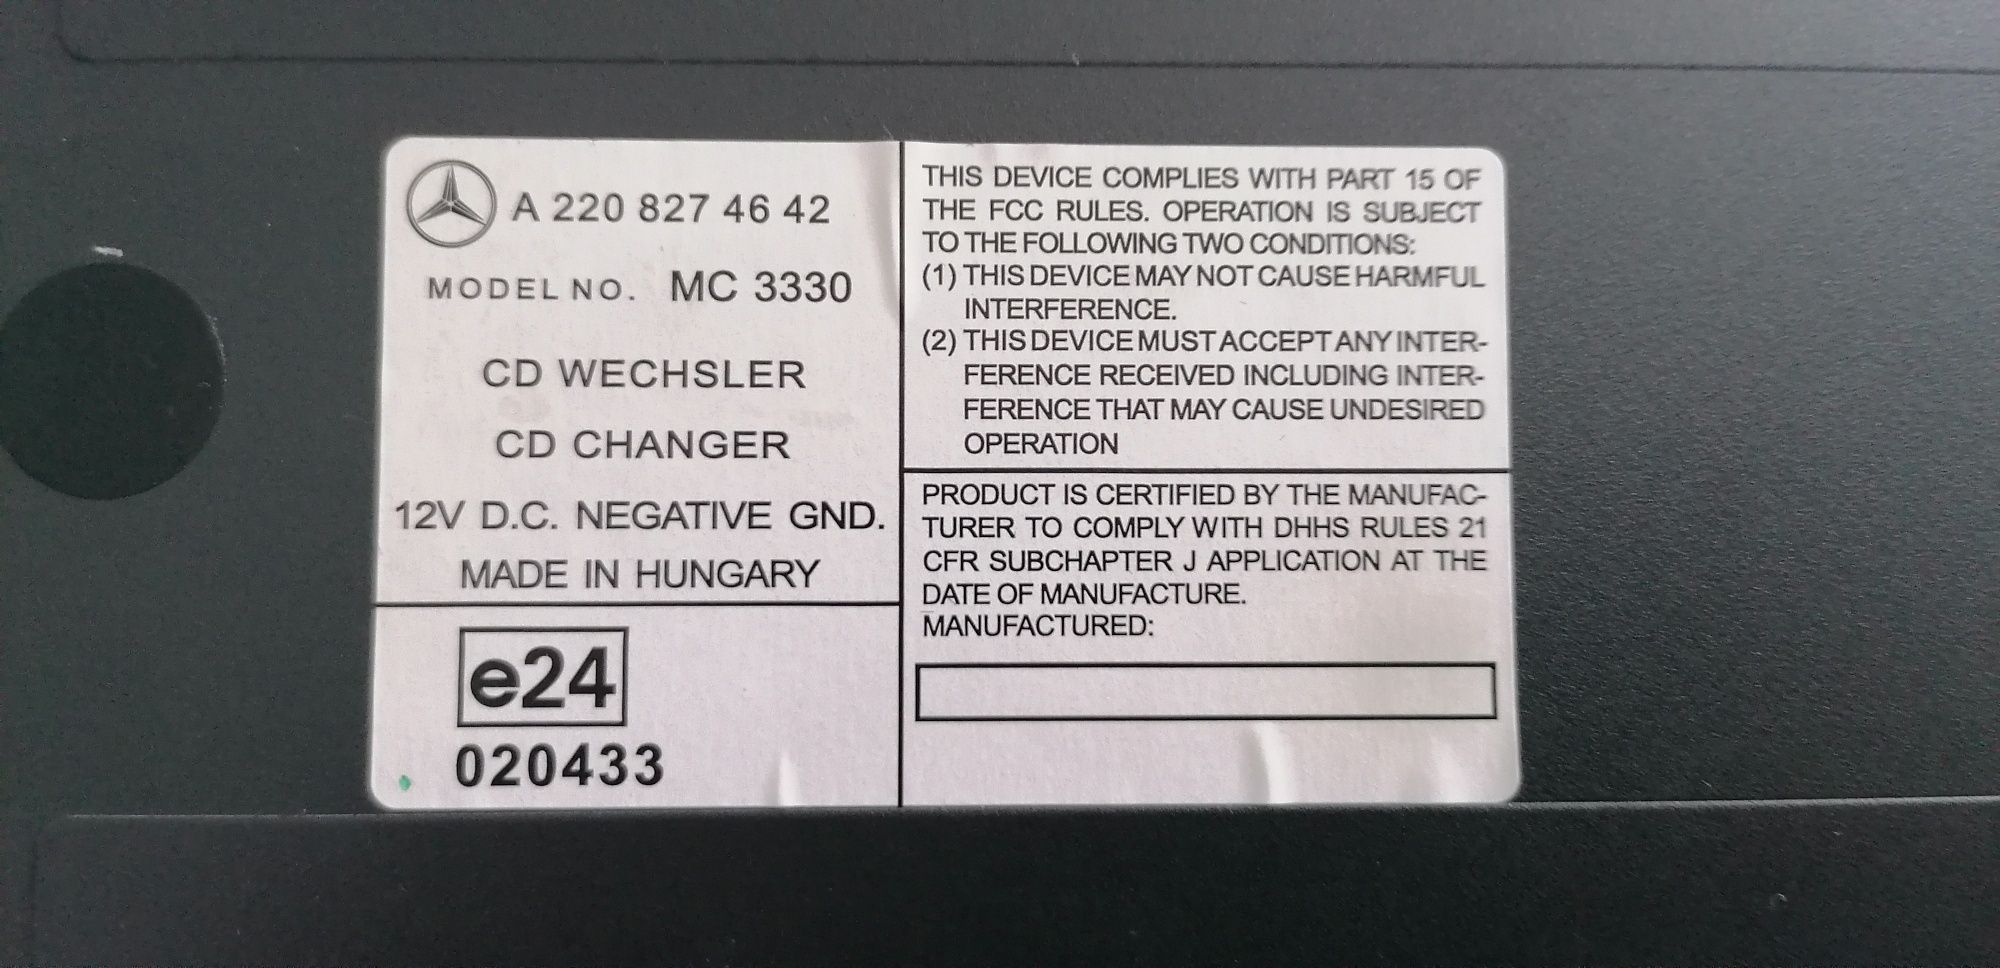 A 220 827 46 42
MODEL NO. MC 3330
CD WECHSLER
CD CHANGER
12V D.C. NEGATIVE GND.
MADE IN HUNGARY
e24
020433
THIS DEVICE COMPLIES WITH PART 15 OF
THE FCC RULES. OPERATION IS SUBJECT
TO THE FOLLOWING TWO CONDITIONS:
(1) THIS DEVICE MAY NOT CAUSE HARMFUL
INTERFERENCE.
(2) THIS DEVICE MUST ACCEPT ANY INTER-
FERENCE RECEIVED INCLUDING INTER-
FERENCE THAT MAY CAUSE UNDESIRED
OPERATION
PRODUCT IS CERTIFIED BY THE MANUFAC-
TURER TO COMPLY WITH DHHS RULES 21
CFR SUBCHAPTER J APPLICATION AT THE
DATE OF MANUFACTURE.
MANUFACTURED: